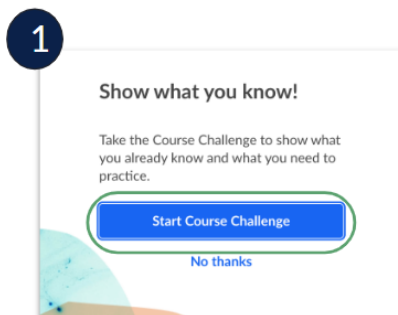 1
Show what you know!
Take the Course Challenge to show what
you already know and what you need to
practice.
Start Course Challenge
No thanks